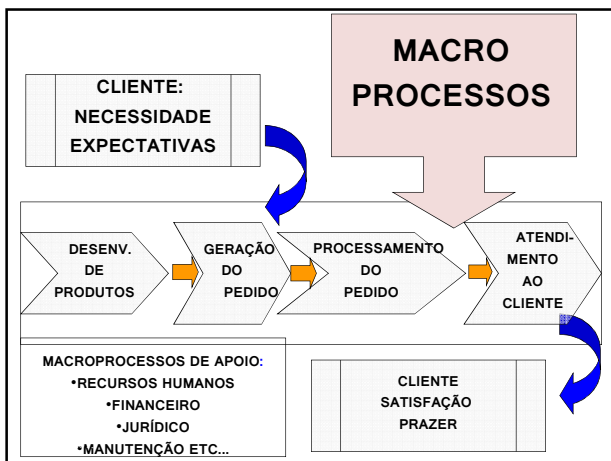 MACRO
PROCESSOS
CLIENTE:
NECESSIDADE
EXPECTATIVAS
DESENV.
DE
PRODUTOS
GERAÇÃO
DO
PEDIDO
PROCESSAMENTO
DO
PEDIDO
ATENDI-
MENTO
AO
CLIENTE
MACROPROCESSOS DE APOIO:
•RECURSOS HUMANOS
•FINANCEIRO
•JURÍDICO
•MANUTENÇÃO ETC...
CLIENTE
SATISFAÇÃO
PRAZER